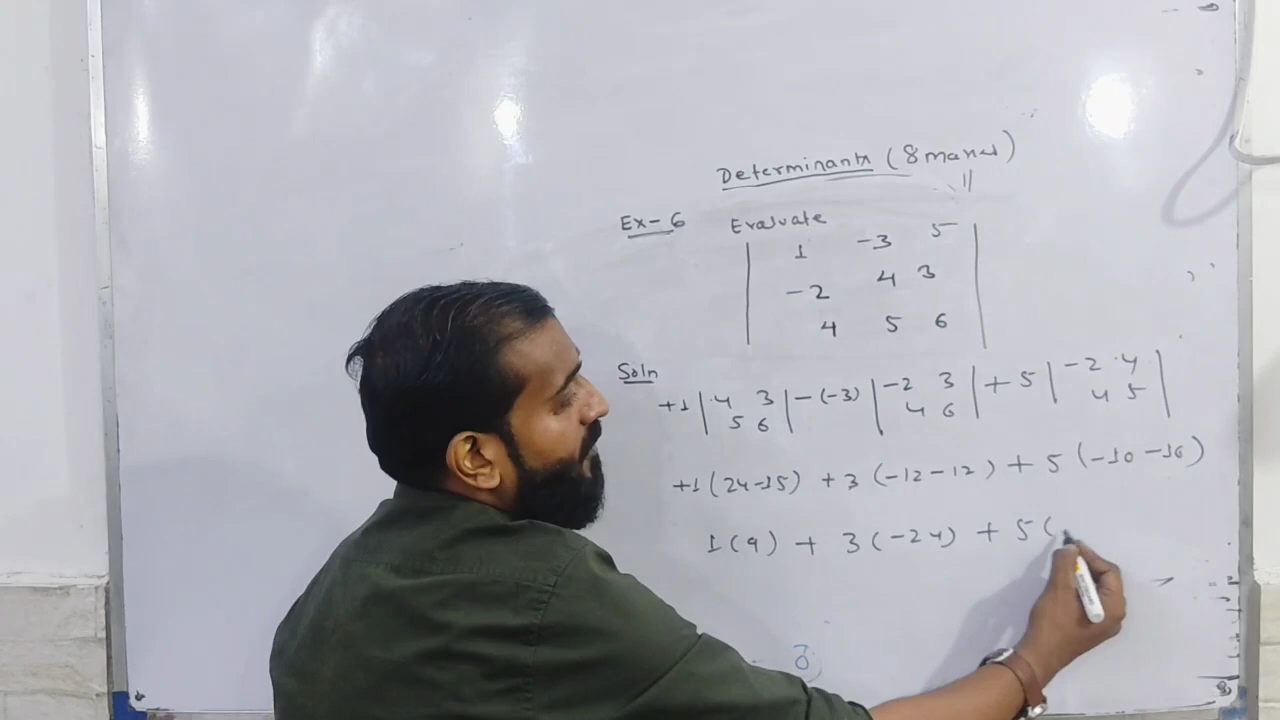 Determinants (8 marks)
Ex-6 Evaluate
1 -3 5
-2 4 3
4 5 6
Soln
+1 | 4 3 | - (-3) | -2 3 | + 5 | -2 4 |
5 6 4 6 4 5
+1 (24-15) + 3 (-12-12) + 5 (-10-16)
1 (9) + 3 (-24) + 5 (